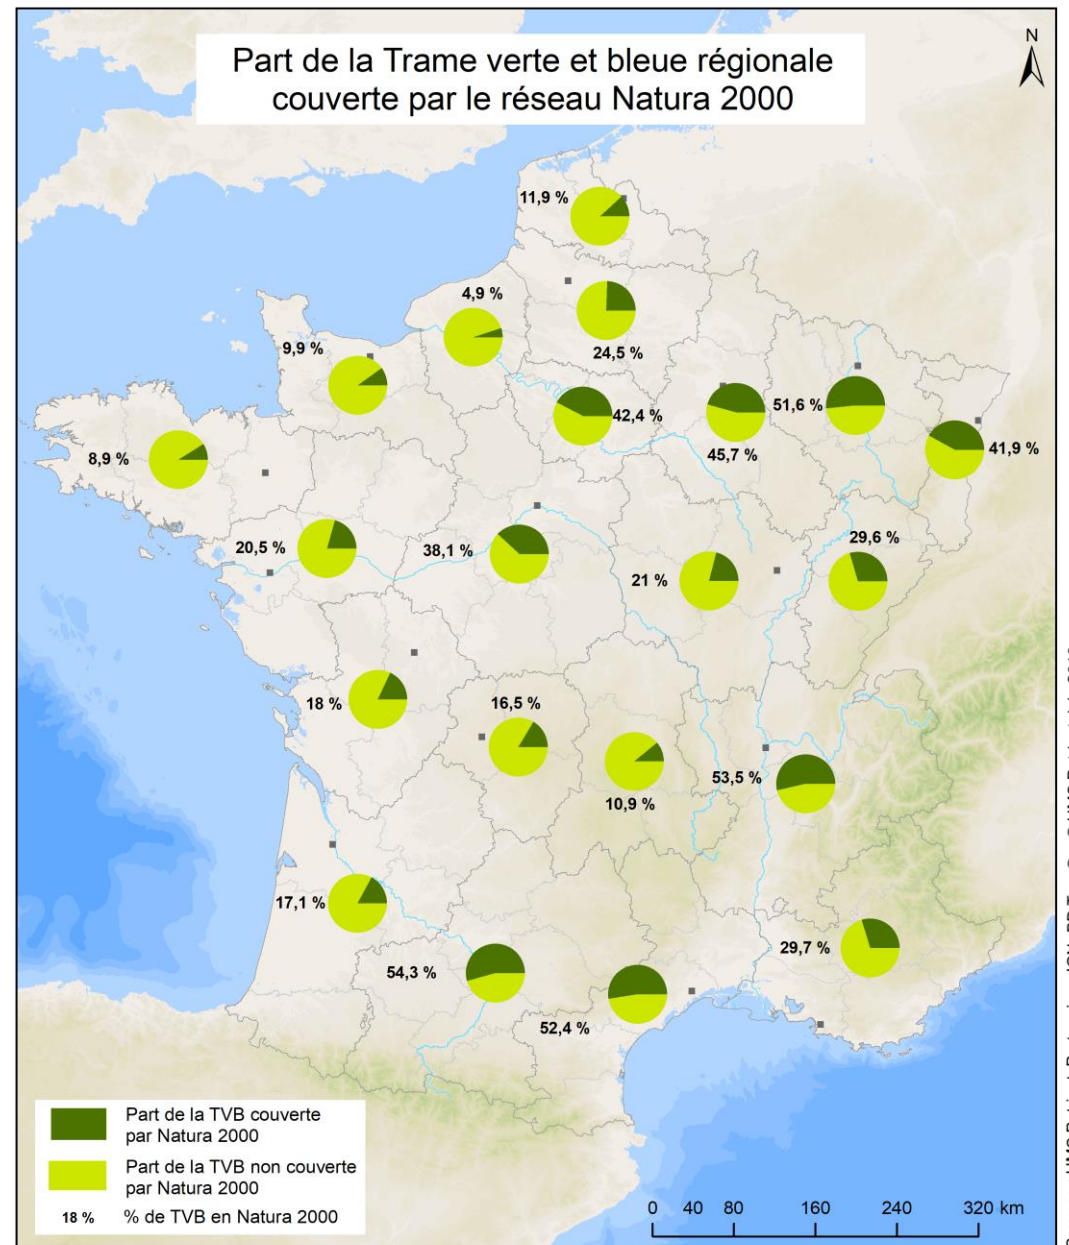 Part de la Trame verte et bleue régionale
couverte par le réseau Natura 2000
N
11,9 %
4,9 %
24,5 %
9,9 %
42,4 %
45,7 %
51,6 %
41,9 %
8,9 %
20,5 %
38,1 %
21 %
29,6 %
18 %
16,5 %
10,9 %
53,5 %
17,1 %
54,3 %
52,4 %
29,7 %
Part de la TVB couverte
par Natura 2000
Part de la TVB non couverte
par Natura 2000
18 % % de TVB en Natura 2000
0 40 80 160 240 320 km